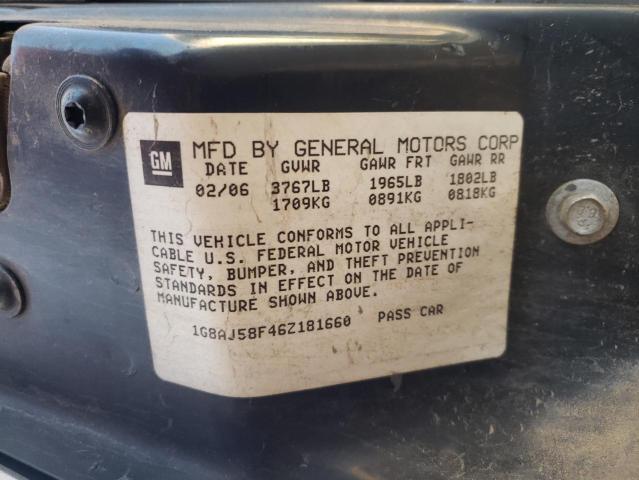 GM MFD BY GENERAL MOTORS CORP
DATE GVWR GAWR FRT GAWR RR
02/06 3767LB 1965LB 1802LB
1709KG 0891KG 0818KG
THIS VEHICLE CONFORMS TO ALL APPLI-
CABLE U.S. FEDERAL MOTOR VEHICLE
SAFETY, BUMPER, AND THEFT PREVENTION
STANDARDS IN EFFECT ON THE DATE OF
MANUFACTURE SHOWN ABOVE.
1G8AJ58F46Z181660 PASS CAR